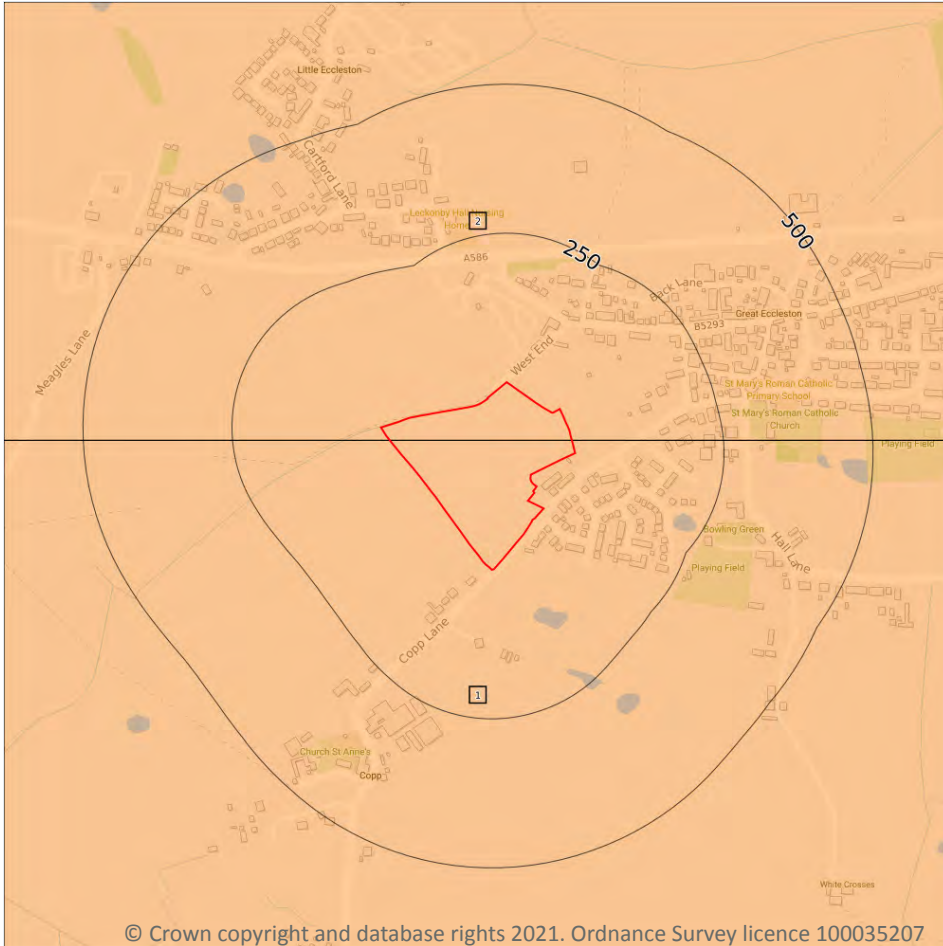 Little Eccleston
Cartford Lane
2
Leckonby Hall Nursing
Home
500
250
A586
Back Lane
Great Eccleston
B5293
Meagles Lane
West End
St Mary's Roman Catholic
Primary School
St Mary's Roman Catholic
Church
Playing Field
Bowling Green
Hall Lane
Playing Field
Copp Lane
1
Church St Anne's
Copp
White Crosses
© Crown copyright and database rights 2021. Ordnance Survey licence 100035207